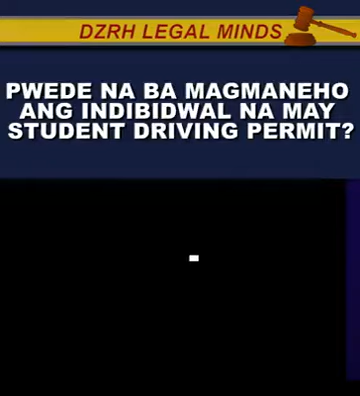 DZRH LEGAL MINDS
PWEDE NA BA MAGMANEHO
ANG INDIBIDWAL NA MAY
STUDENT DRIVING PERMIT?